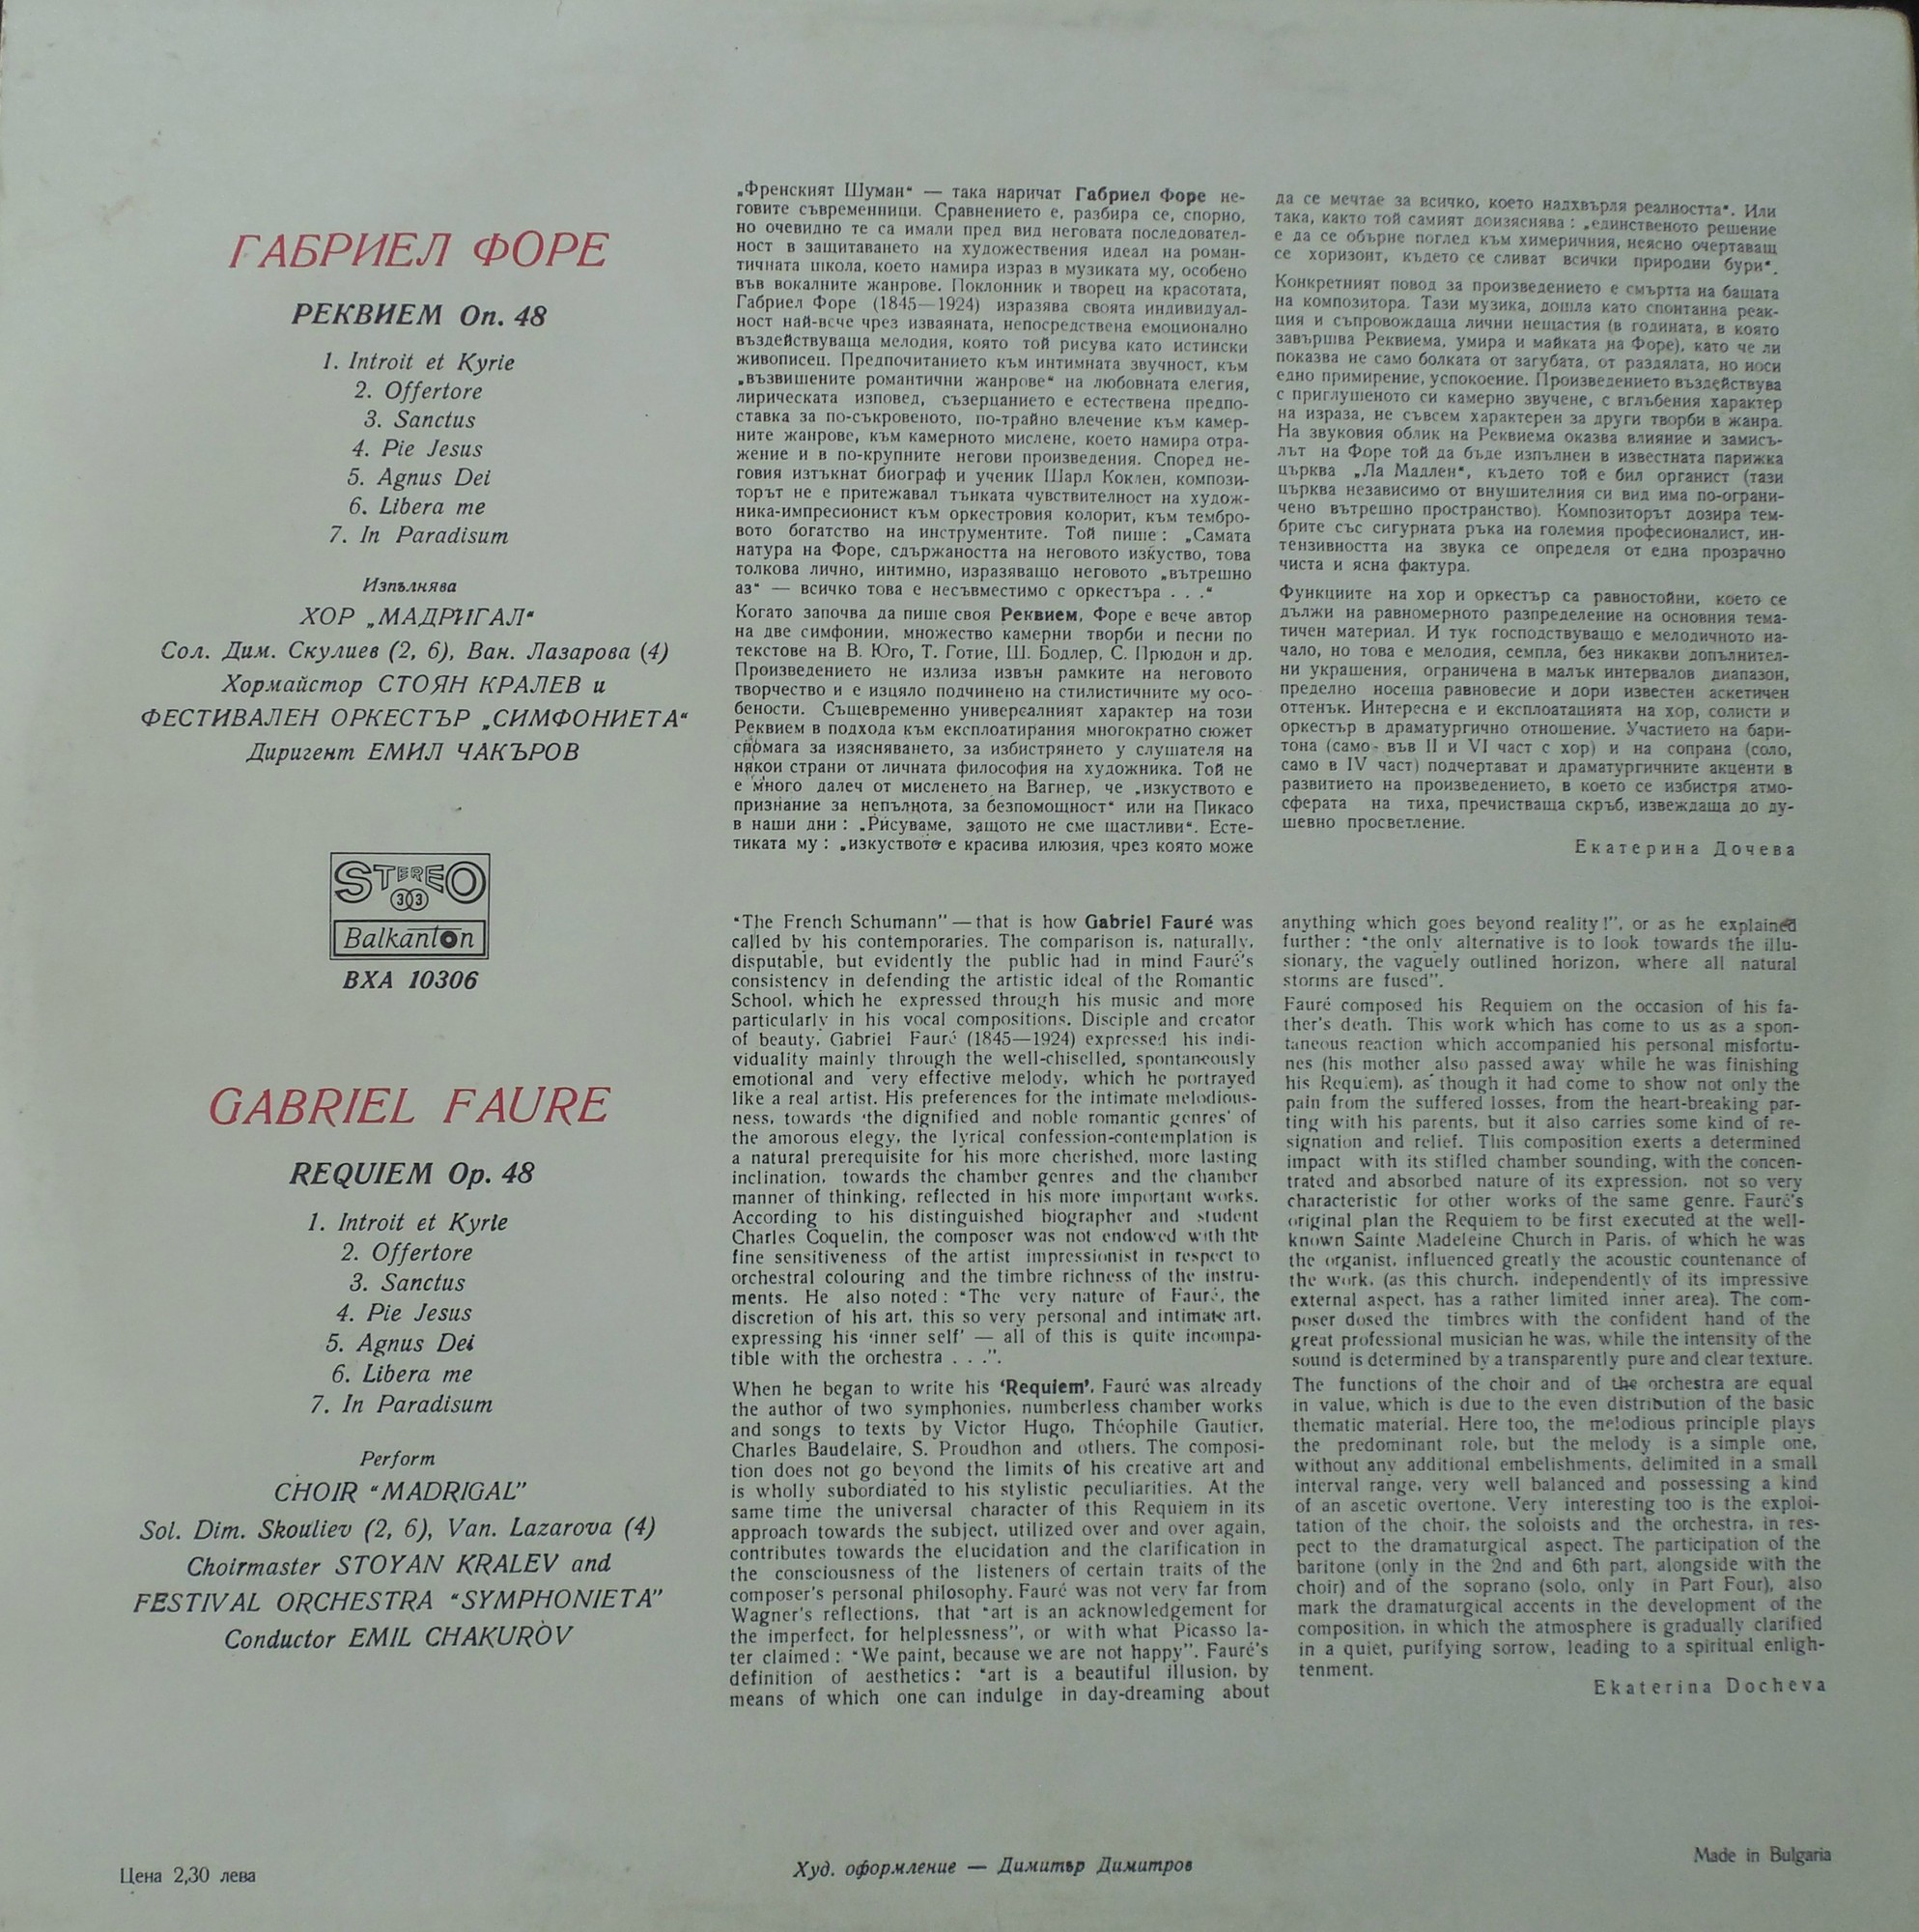 ГАБРИЕЛ ФОРЕ
РЕКВИЕМ Оп. 48
1. Introit et Kyrie
2. Offertore
3. Sanctus
4. Pie Jesus
5. Agnus Dei
6. Libera me
7. In Paradisum
Изпълнява
ХОР „МАДРИГАЛ“
Сол. Дим. Скулиев (2, 6), Ван. Лазарова (4)
Хормайстор СТОЯН КРАЛЕВ и
ФЕСТИВАЛЕН ОРКЕСТЪР „СИМФОНИЕТА“
Диригент ЕМИЛ ЧАКЪРОВ
STEREO
33
Balkanton
ВХА 10306
GABRIEL FAURE
REQUIEM Op. 48
1. Introit et Kyrie
2. Offertore
3. Sanctus
4. Pie Jesus
5. Agnus Dei
6. Libera me
7. In Paradisum
Perform
CHOIR “MADRIGAL”
Sol. Dim. Skouliev (2, 6), Van. Lazarova (4)
Choirmaster STOYAN KRALEV and
FESTIVAL ORCHESTRA “SYMPHONIETA”
Conductor EMIL CHAKUROV
„Френският Шуман“ — така наричат Габриел Форе не-
говите съвременници. Сравнението е, разбира се, спорно,
но очевидно те са имали пред вид неговата последовател-
ност в защитаването на художествения идеал на роман-
тичната школа, което намира израз в музиката му, особено
във вокалните жанрове. Поклонник и творец на красотата,
Габриел Форе (1845—1924) изразява своята индивидуал-
ност най-вече чрез изваяната, непосредствена емоционално
въздействуваща мелодия, която той рисува като истински
живописец. Предпочитанието към интимната звучност, към
„възвишените романтични жанрове“ на любовната елегия,
лирическата изповед, съзерцанието е естествена предпо-
ставка за по-съкровеното, по-трайно влечение към камер-
ните жанрове, към камерното мислене, което намира отра-
жение и в по-крупните негови произведения. Според не-
говия изтъкнат биограф и ученик Шарл Коклен, компози-
торът не е притежавал тънката чувствителност на худож-
ника-импресионист към оркестровия колорит, към тембро-
вото богатство на инструментите. Той пише: „Самата
натура на Форе, сдържаността на неговото изкуство, това
толкова лично, интимно, изразяващо неговото „вътрешно
аз“ — всичко това е несъвместимо с оркестъра . . .“
Когато започва да пише своя Реквием, Форе е вече автор
на две симфонии, множество камерни творби и песни по
текстове на В. Юго, Т. Готие, Ш. Бодлер, С. Прюдон и др.
Произведението не излиза извън рамките на неговото
творчество и е изцяло подчинено на стилистичните му осо-
бености. Същевременно универсалният характер на този
Реквием в подхода към експлоатирания многократно сюжет
спомага за изясняването, за избистрянето у слушателя на
някои страни от личната философия на художника. Той не
е много далеч от мисленето на Вагнер, че „изкуството е
признание за непълнота, за безпомощност“ или на Пикасо
в наши дни: „Рисуваме, защото не сме щастливи“. Есте-
тиката му: „изкуството е красива илюзия, чрез която може
да се мечтае за всичко, което надхвърля реалността“. Или
така, както той самият доизяснява: „единственото решение
е да се обърне поглед към химеричния, неясно очертаващ
се хоризонт, където се сливат всички природни бури“.
Конкретният повод за произведението е смъртта на бащата
на композитора. Тази музика, дошла като спонтанна реак-
ция и съпровождаща лични нещастия (в годината, в която
завършва Реквиема, умира и майката на Форе), като че ли
показва не само болката от загубата, от раздялата, но носи
едно примирение, успокоение. Произведението въздействува
с приглушеното си камерно звучене, с вглъбения характер
на израза, не съвсем характерен за други творби в жанра.
На звуковия облик на Реквиема оказва влияние и замисъ-
лът на Форе той да бъде изпълнен в известната парижка
църква „Ла Мадлен“, където той е бил органист (тази
църква независимо от внушителния си вид има по-ограни-
чено вътрешно пространство). Композиторът дозира тем-
брите със сигурната ръка на големия професионалист, ин-
тензивността на звука се определя от една прозрачно
чиста и ясна фактура.
Функциите на хор и оркестър са равностойни, което се
дължи на равномерното разпределение на основния тема-
тичен материал. И тук господствуващо е мелодичното на-
чало, но това е мелодия, семпла, без никакви допълнител-
ни украшения, ограничена в малък интервалов диапазон,
пределно носеща равновесие и дори известен аскетичен
оттенък. Интересна е и експлоатацията на хор, солисти и
оркестър в драматургично отношение. Участието на бари-
тона (само във II и VI част с хор) и на сопрана (соло,
само в IV част) подчертават и драматургичните акценти в
развитието на произведението, в което се избистря атмо-
сферата на тиха, пречистваща скръб, извеждаща до ду-
шевно просветление.
Екатерина Дочева
“The French Schumann” — that is how Gabriel Fauré was
called by his contemporaries. The comparison is, naturally,
disputable, but evidently the public had in mind Fauré's
consistency in defending the artistic ideal of the Romantic
School, which he expressed through his music and more
particularly in his vocal compositions. Disciple and creator
of beauty, Gabriel Fauré (1845—1924) expressed his indi-
viduality mainly through the well-chiselled, spontaneously
emotional and very effective melody, which he portrayed
like a real artist. His preferences for the intimate melodious-
ness, towards ‘the dignified and noble romantic genres’ of
the amorous elegy, the lyrical confession-contemplation is
a natural prerequisite for his more cherished, more lasting
inclination, towards the chamber genres and the chamber
manner of thinking, reflected in his more important works.
According to his distinguished biographer and student
Charles Coquelin, the composer was not endowed with the
fine sensitiveness of the artist impressionist in respect to
orchestral colouring and the timbre richness of the instru-
ments. He also noted: “The very nature of Fauré, the
discretion of his art, this so very personal and intimate art,
expressing his ‘inner self’ — all of this is quite incompa-
tible with the orchestra . . .”.
When he began to write his ‘Requiem’, Fauré was already
the author of two symphonies, numberless chamber works
and songs to texts by Victor Hugo, Théophile Gautier,
Charles Baudelaire, S. Proudhon and others. The composi-
tion does not go beyond the limits of his creative art and
is wholly subordiated to his stylistic peculiarities. At the
same time the universal character of this Requiem in its
approach towards the subject, utilized over and over again,
contributes towards the elucidation and the clarification in
the consciousness of the listeners of certain traits of the
composer's personal philosophy. Fauré was not very far from
Wagner's reflections, that “art is an acknowledgement for
the imperfect, for helplessness”, or with what Picasso la-
ter claimed: “We paint, because we are not happy”. Fauré's
definition of aesthetics: “art is a beautiful illusion, by
means of which one can indulge in day-dreaming about
anything which goes beyond reality!”, or as he explained
further: “the only alternative is to look towards the illu-
sionary, the vaguely outlined horizon, where all natural
storms are fused”.
Fauré composed his Requiem on the occasion of his fa-
ther's death. This work which has come to us as a spon-
taneous reaction which accompanied his personal misfortu-
nes (his mother also passed away while he was finishing
his Requiem), as though it had come to show not only the
pain from the suffered losses, from the heart-breaking par-
ting with his parents, but it also carries some kind of re-
signation and relief. This composition exerts a determined
impact with its stifled chamber sounding, with the concen-
trated and absorbed nature of its expression, not so very
characteristic for other works of the same genre. Fauré's
original plan the Requiem to be first executed at the well-
known Sainte Madeleine Church in Paris, of which he was
the organist, influenced greatly the acoustic countenance of
the work, (as this church, independently of its impressive
external aspect, has a rather limited inner area). The com-
poser dosed the timbres with the confident hand of the
great professional musician he was, while the intensity of the
sound is determined by a transparently pure and clear texture.
The functions of the choir and of the orchestra are equal
in value, which is due to the even distribution of the basic
thematic material. Here too, the melodious principle plays
the predominant role, but the melody is a simple one,
without any additional embelishments, delimited in a small
interval range, very well balanced and possessing a kind
of an ascetic overtone. Very interesting too is the exploi-
tation of the choir, the soloists and the orchestra, in res-
pect to the dramaturgical aspect. The participation of the
baritone (only in the 2nd and 6th part, alongside with the
choir) and of the soprano (solo, only in Part Four), also
mark the dramaturgical accents in the development of the
composition, in which the atmosphere is gradually clarified
in a quiet, purifying sorrow, leading to a spiritual enligh-
tenment.
Ekaterina Docheva
Цена 2,30 лева
Худ. оформление — Димитър Димитров
Made in Bulgaria